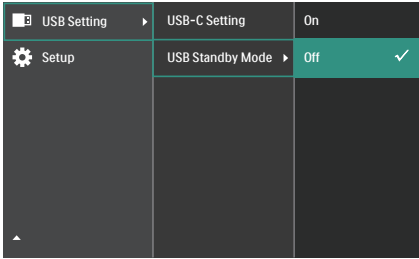 USB Setting
USB-C Setting
On
Setup
USB Standby Mode
Off